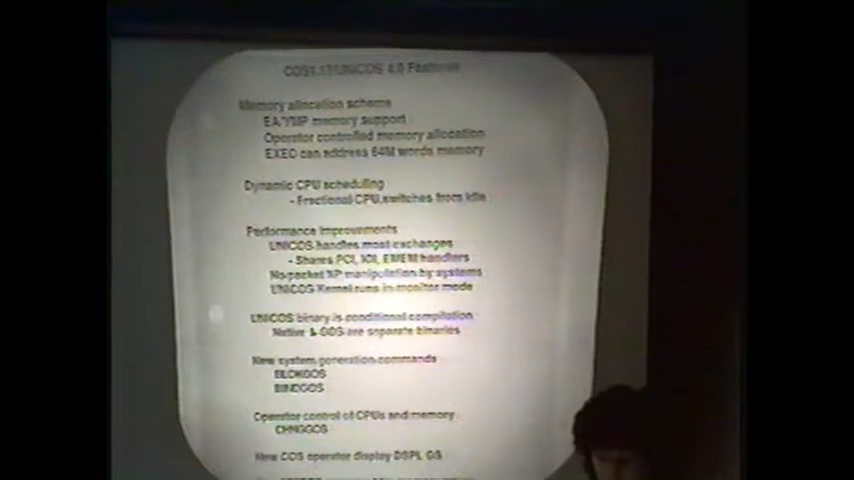 COS1.17/UNICOS 4.0 Features
Memory allocation scheme
EA/YMP memory support
Operator controlled memory allocation
EXEC can address 64M words memory
Dynamic CPU scheduling
- Fractional CPU switches from idle
Performance improvements
UNICOS handles most exchanges
- Shares PCI, IOI, EMEM handlers
No packet XP manipulation by systems
UNICOS Kernel runs in monitor mode
UNICOS binary is conditional compilation
Native & GOS are separate binaries
New system generation commands
BLDKGOS
BINDGOS
Operator control of CPUs and memory
CHNGGOS
New COS operator display DSPL GS